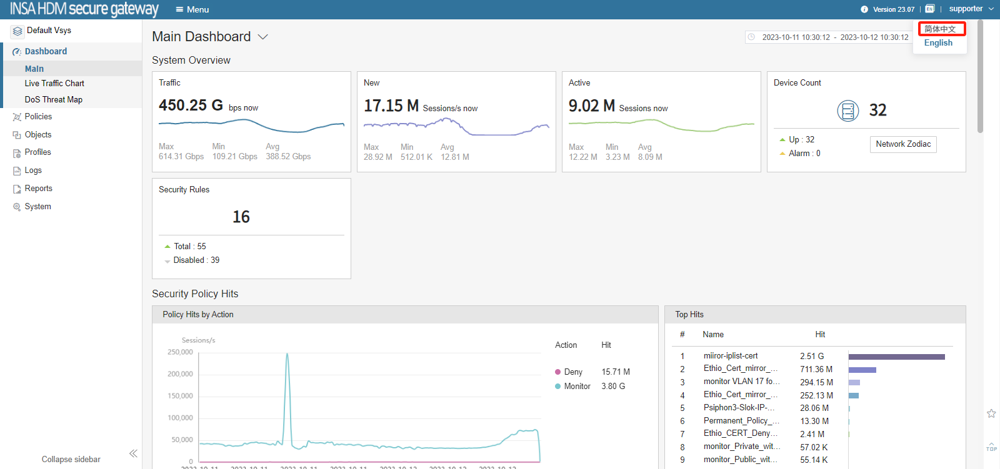 INSA HDM secure gateway
Menu
Version 23.07
EN
supporter
简体中文
English
Default Vsys
Dashboard
Main
Live Traffic Chart
DoS Threat Map
Policies
Objects
Profiles
Logs
Reports
System
Collapse sidebar
Main Dashboard
2023-10-11 10:30:12 - 2023-10-12 10:30:12
System Overview
Traffic
450.25 G bps now
Max Min Avg
614.31 Gbps 109.21 Gbps 388.52 Gbps
New
17.15 M Sessions/s now
Max Min Avg
28.92 M 512.01 K 12.81 M
Active
9.02 M Sessions now
Max Min Avg
12.22 M 3.23 M 8.09 M
Device Count
32
Up : 32
Alarm : 0
Network Zodiac
Security Rules
16
Total : 55
Disabled : 39
Security Policy Hits
Policy Hits by Action
Sessions/s
250,000
200,000
150,000
100,000
50,000
0
2023-10-11 2023-10-11 2023-10-11 2023-10-11 2023-10-11 2023-10-12 2023-10-12
Action Hit
Deny 15.71 M
Monitor 3.80 G
Top Hits
# Name Hit
1 miiror-iplist-cert 2.51 G
2 Ethio_Cert_mirror_... 711.36 M
3 monitor VLAN 17 fo... 294.15 M
4 Ethio_Cert_mirror_... 252.13 M
5 Psiphon3-Slok-IP-... 28.06 M
6 Permanent_Policy_... 13.30 M
7 Ethio_CERT_Deny... 2.41 M
8 monitor_Private_wit... 57.02 K
9 monitor_Public_wit... 55.14 K
TOP